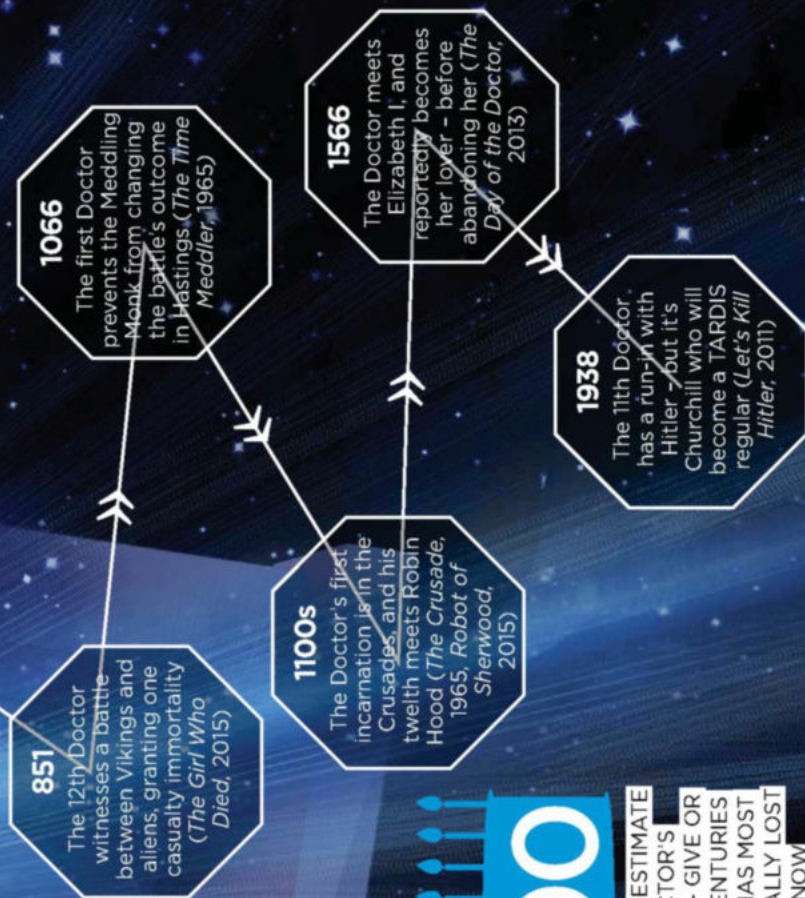 851
The 12th Doctor
witnesses a battle
between Vikings and
aliens, granting one
casualty immortality
(The Girl Who
Died, 2015)
1066
The first Doctor
prevents the Meddling
Monk from changing
the battle's outcome
in Hastings (The Time
Meddler, 1965)
1100s
The Doctor's first
incarnation is in the
Crusades, and his
twelth meets Robin
Hood (The Crusade,
1965, Robot of
Sherwood,
2015)
1566
The Doctor meets
Elizabeth I, and
reportedly becomes
her lover – before
abandoning her (The
Day of the Doctor,
2013)
1938
The 11th Doctor
has a run-in with
Hitler - but it's
Churchill who will
become a TARDIS
regular (Let's Kill
Hitler, 2011)
00
ESTIMATE
CTOR'S
- GIVE OR
ENTURIES
HAS MOST
ALLY LOST
NOW